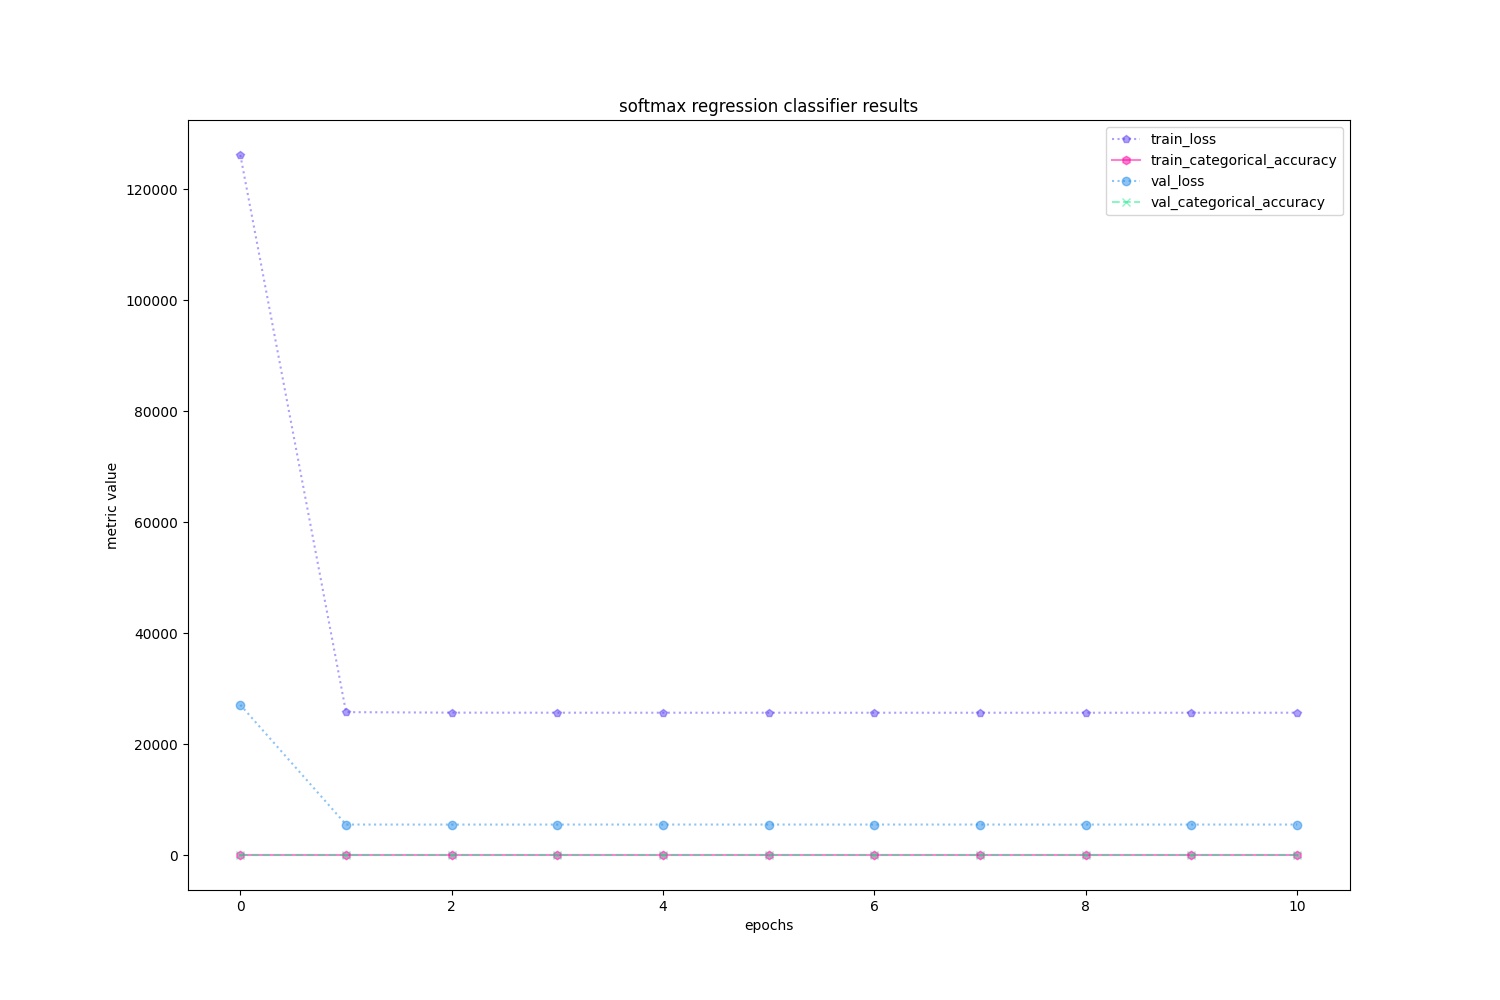 softmax regression classifier results
train_loss
train_categorical_accuracy
val_loss
val_categorical_accuracy
metric value
120000
100000
80000
60000
40000
20000
0
0 2 4 6 8 10
epochs